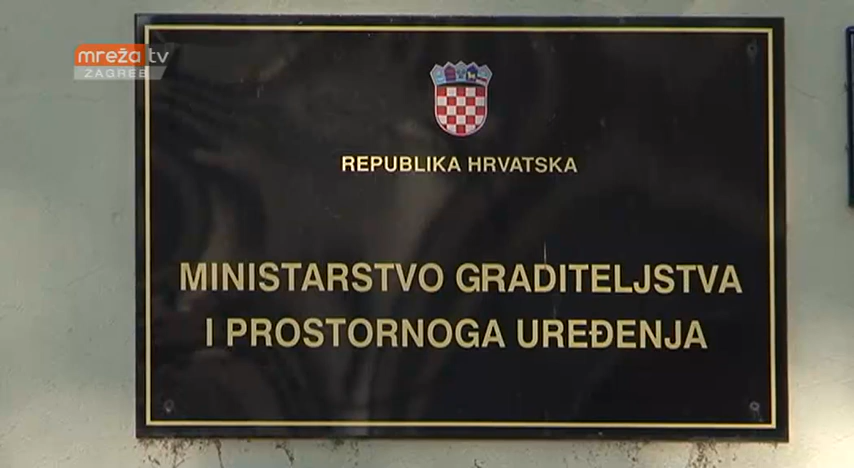 mreža tv
ZAGREB
REPUBLIKA HRVATSKA
MINISTARSTVO GRADITELJSTVA
I PROSTORNOGA UREĐENJA